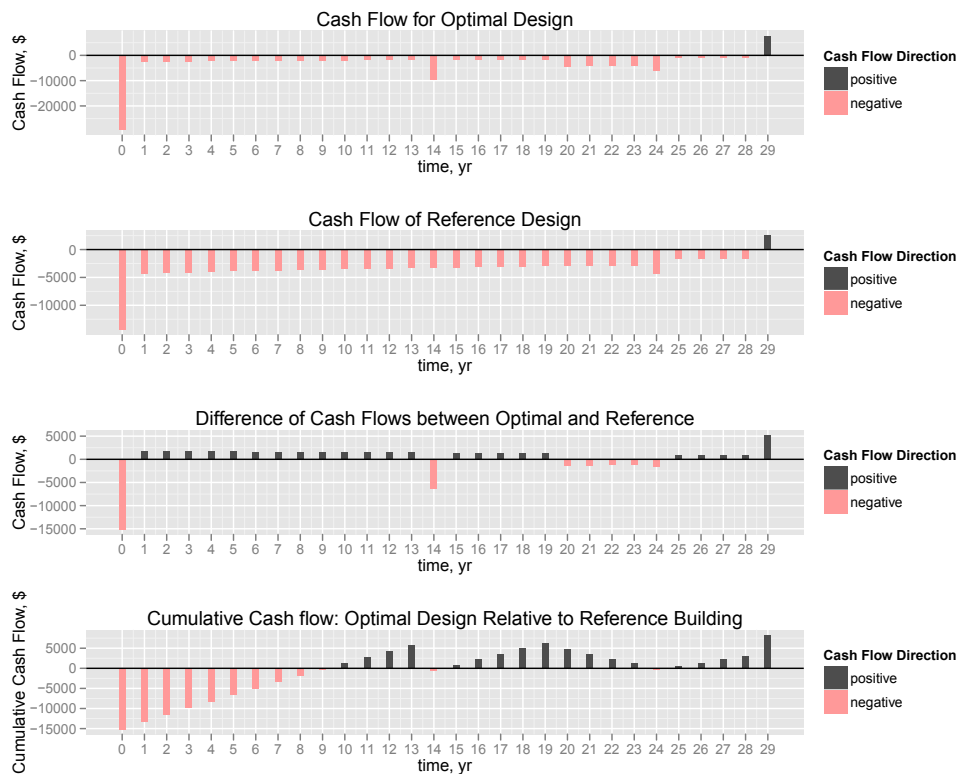 Cash Flow for Optimal Design
Cash Flow, $
0
−10000
−20000
0 1 2 3 4 5 6 7 8 9 10 11 12 13 14 15 16 17 18 19 20 21 22 23 24 25 26 27 28 29
time, yr
Cash Flow Direction
positive
negative
Cash Flow of Reference Design
Cash Flow, $
0
−5000
−10000
0 1 2 3 4 5 6 7 8 9 10 11 12 13 14 15 16 17 18 19 20 21 22 23 24 25 26 27 28 29
time, yr
Cash Flow Direction
positive
negative
Difference of Cash Flows between Optimal and Reference
Cash Flow, $
5000
0
−5000
−10000
−15000
0 1 2 3 4 5 6 7 8 9 10 11 12 13 14 15 16 17 18 19 20 21 22 23 24 25 26 27 28 29
time, yr
Cash Flow Direction
positive
negative
Cumulative Cash flow: Optimal Design Relative to Reference Building
Cumulative Cash Flow, $
5000
0
−5000
−10000
−15000
0 1 2 3 4 5 6 7 8 9 10 11 12 13 14 15 16 17 18 19 20 21 22 23 24 25 26 27 28 29
time, yr
Cash Flow Direction
positive
negative